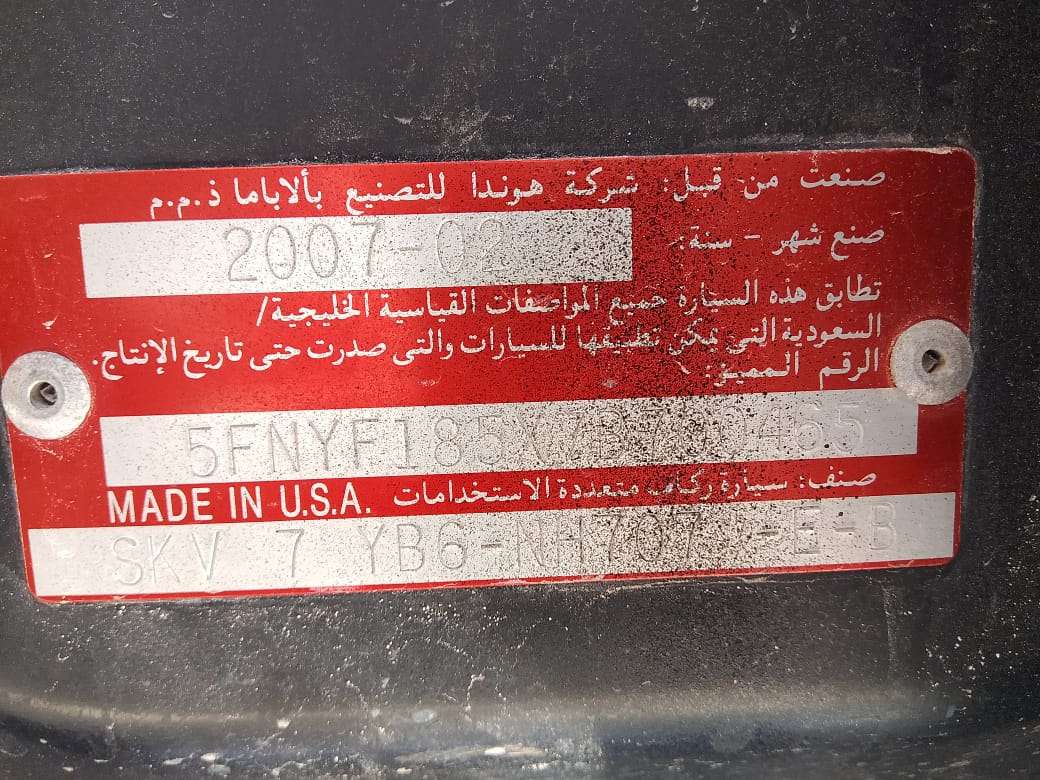 صنعت من قبل: شركة هوندا للتصنيع بألاباما ذ.م.م
صنع شهر - سنة: 2007-02
تطابق هذه السيارة جميع المواصفات القياسية الخليجية/
السعودية التي يمكن تطبيقها للسيارات والتى صدرت حتى تاريخ الإنتاج.
الرقم المميز:
صنف: سيارة ركاب متعددة الاستخدامات MADE IN U.S.A.
SKV 7 YB6-NH707 -E-B